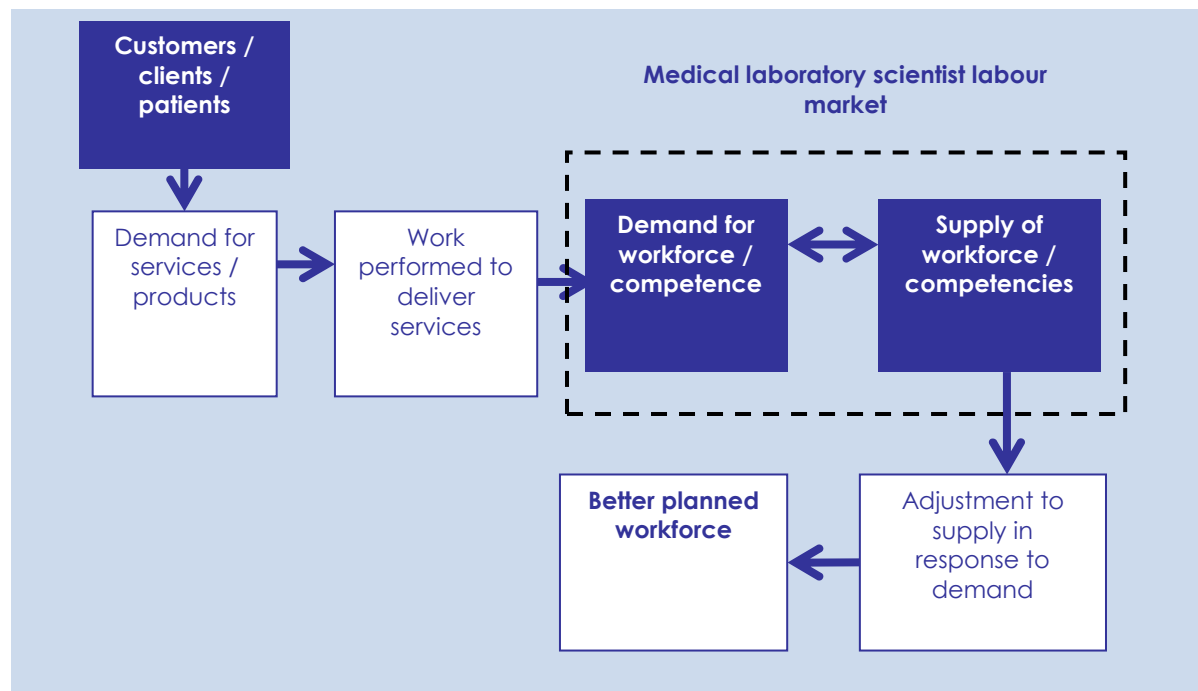 Customers /
clients /
patients
Medical laboratory scientist labour
market
Demand for
services /
products
Work
performed to
deliver
services
Demand for
workforce /
competence
Supply of
workforce /
competencies
Better planned
workforce
Adjustment to
supply in
response to
demand